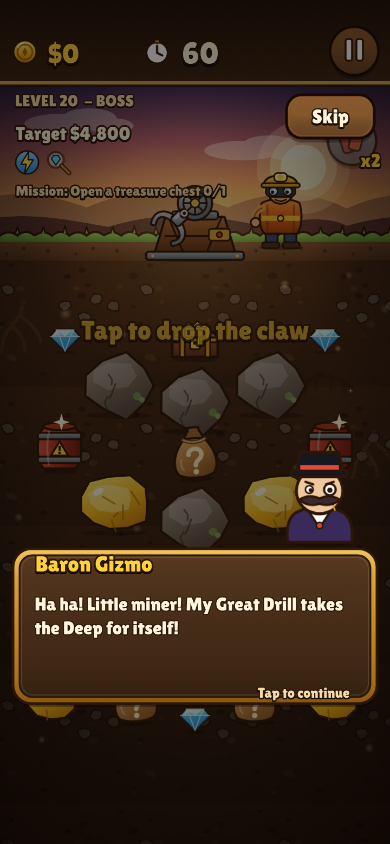 $0
60
LEVEL 20 – BOSS
Skip
Target $4,800
x2
Mission: Open a treasure chest 0/1
Tap to drop the claw
?
Baron Gizmo
Ha ha! Little miner! My Great Drill takes
the Deep for itself!
Tap to continue